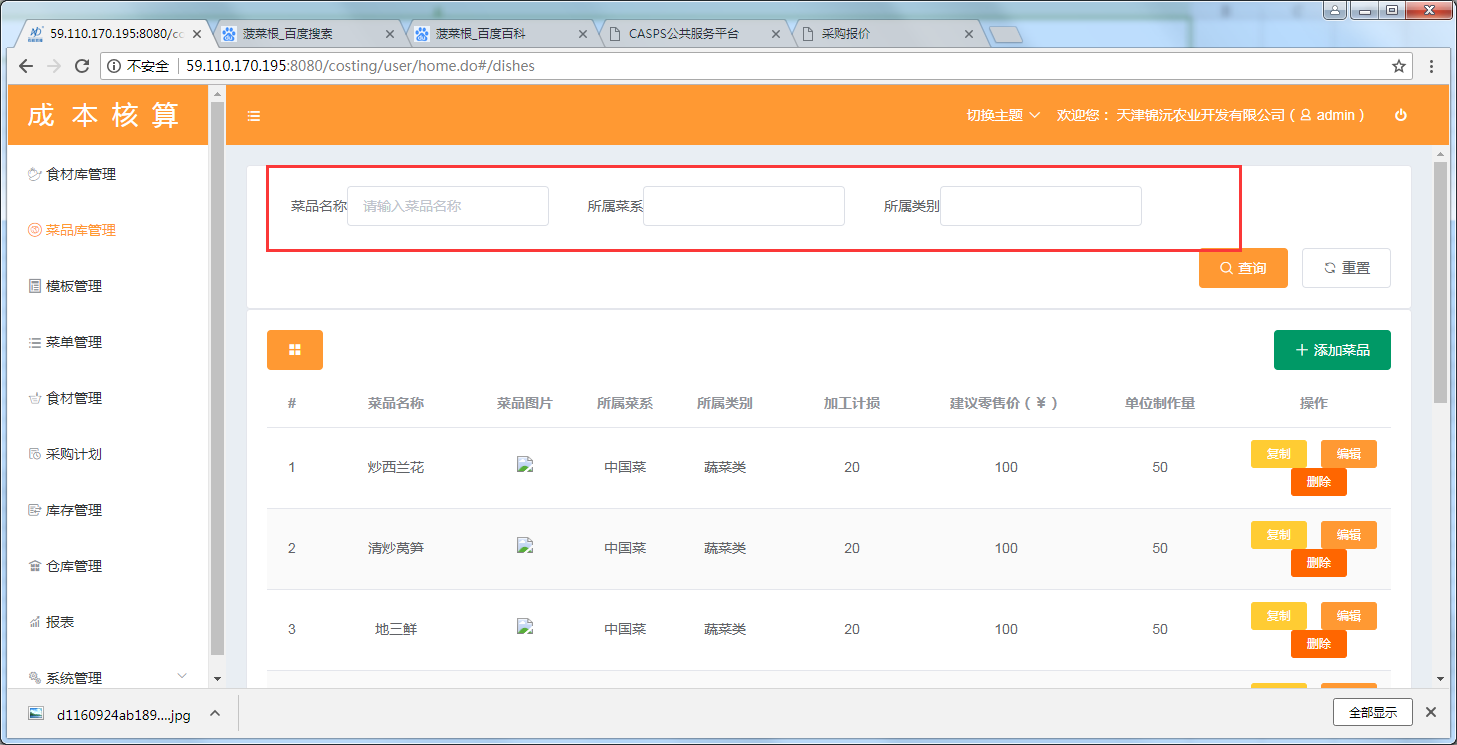 59.110.170.195:8080/cc
菠菜根_百度搜索
菠菜根_百度百科
CASPS公共服务平台
采购报价
不安全 59.110.170.195:8080/costing/user/home.do#/dishes
成 本 核 算
切换主题 欢迎您： 天津锦沅农业开发有限公司 ( admin )
食材库管理
菜品库管理
模板管理
菜单管理
食材管理
采购计划
库存管理
仓库管理
报表
系统管理
菜品名称 请输入菜品名称 所属菜系 所属类别
查询 重置
添加菜品
# 菜品名称 菜品图片 所属菜系 所属类别 加工计损 建议零售价 ( ￥ ) 单位制作量 操作
1 炒西兰花 中国菜 蔬菜类 20 100 50 复制 编辑
删除
2 清炒莴笋 中国菜 蔬菜类 20 100 50 复制 编辑
删除
3 地三鲜 中国菜 蔬菜类 20 100 50 复制 编辑
删除
d1160924ab189....jpg
全部显示